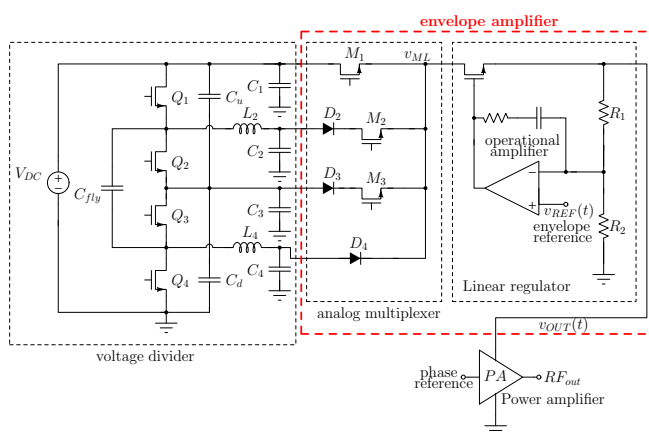 envelope amplifier
M1
vML
Q1
Cu
C1
L2
D2
M2
R1
operational
amplifier
VDC
Cfly
Q2
C2
D3
M3
−
+
vREF(t)
envelope
reference
Q3
C3
L4
D4
R2
Q4
Cd
C4
Linear regulator
analog multiplexer
vOUT(t)
voltage divider
phase
reference
PA
RFout
Power amplifier
+